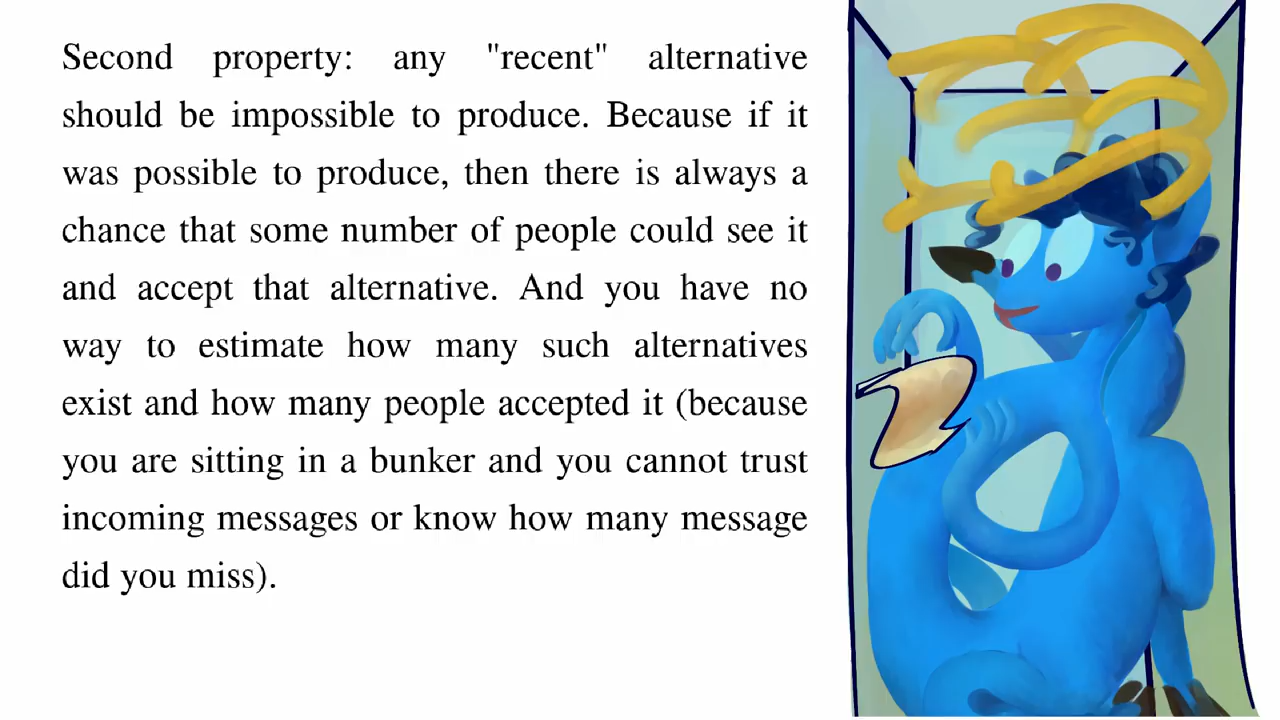 Second property: any "recent" alternative
should be impossible to produce. Because if it
was possible to produce, then there is always a
chance that some number of people could see it
and accept that alternative. And you have no
way to estimate how many such alternatives
exist and how many people accepted it (because
you are sitting in a bunker and you cannot trust
incoming messages or know how many message
did you miss).